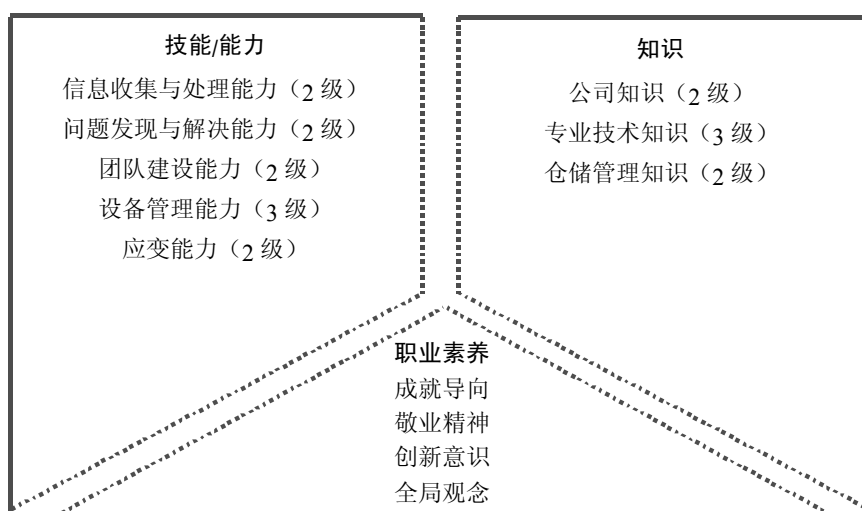 技能/能力
信息收集与处理能力（2 级）
问题发现与解决能力（2 级）
团队建设能力（2 级）
设备管理能力（3 级）
应变能力（2 级）
知识
公司知识（2 级）
专业技术知识（3 级）
仓储管理知识（2 级）
职业素养
成就导向
敬业精神
创新意识
全局观念